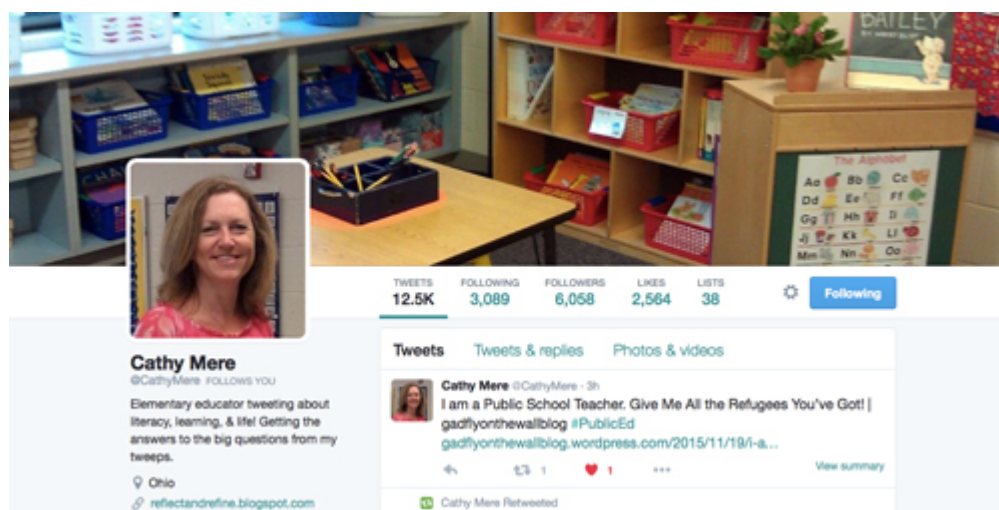 BAILEY
The Alphabet
Aa Bb Cc
Dd Ee Ff
Gg Hh Ii
Jj Kk Ll
Mm Nn Oo
TWEETS FOLLOWING FOLLOWERS LIKES LISTS
12.5K 3,089 6,058 2,564 38
Following
Cathy Mere
@CathyMere FOLLOWS YOU
Elementary educator tweeting about
literacy, learning, & life! Getting the
answers to the big questions from my
tweeps.
Ohio
reflectandrefine.blogspot.com
Tweets Tweets & replies Photos & videos
Cathy Mere @CathyMere · 3h
I am a Public School Teacher. Give Me All the Refugees You've Got! |
gadflyonthewallblog #PublicEd
gadflyonthewallblog.wordpress.com/2015/11/19/i-a…
1 1 View summary
Cathy Mere Retweeted